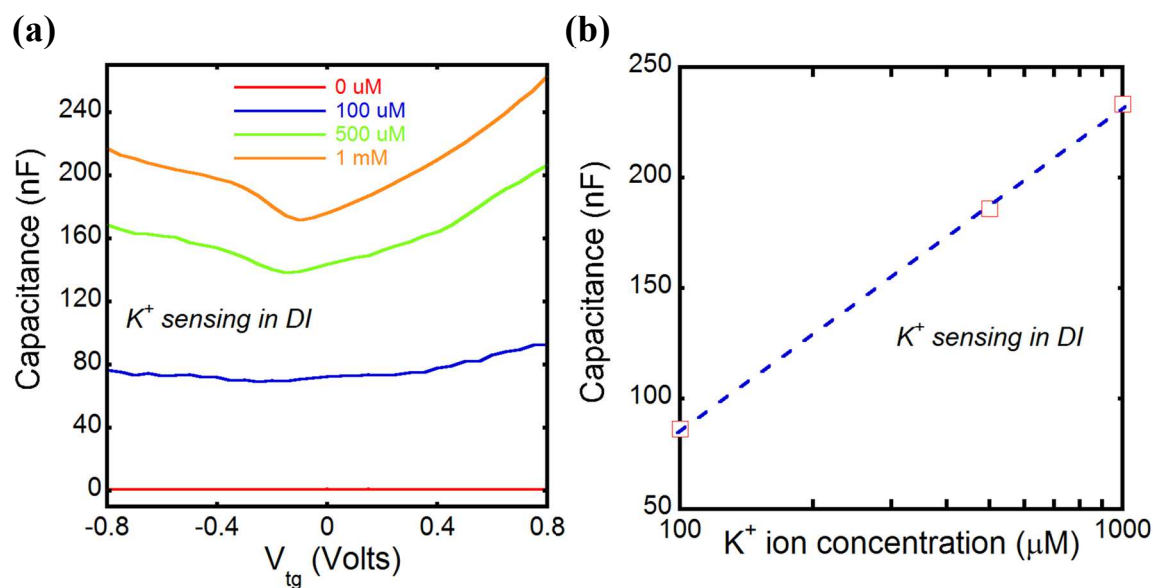 (a)
Capacitance (nF)
240
200
160
120
80
40
0
0 uM
100 uM
500 uM
1 mM
K+ sensing in DI
-0.8
-0.4
0
0.4
0.8
Vtg (Volts)
(b)
Capacitance (nF)
250
200
150
100
50
K+ sensing in DI
100
1000
K+ ion concentration (μM)